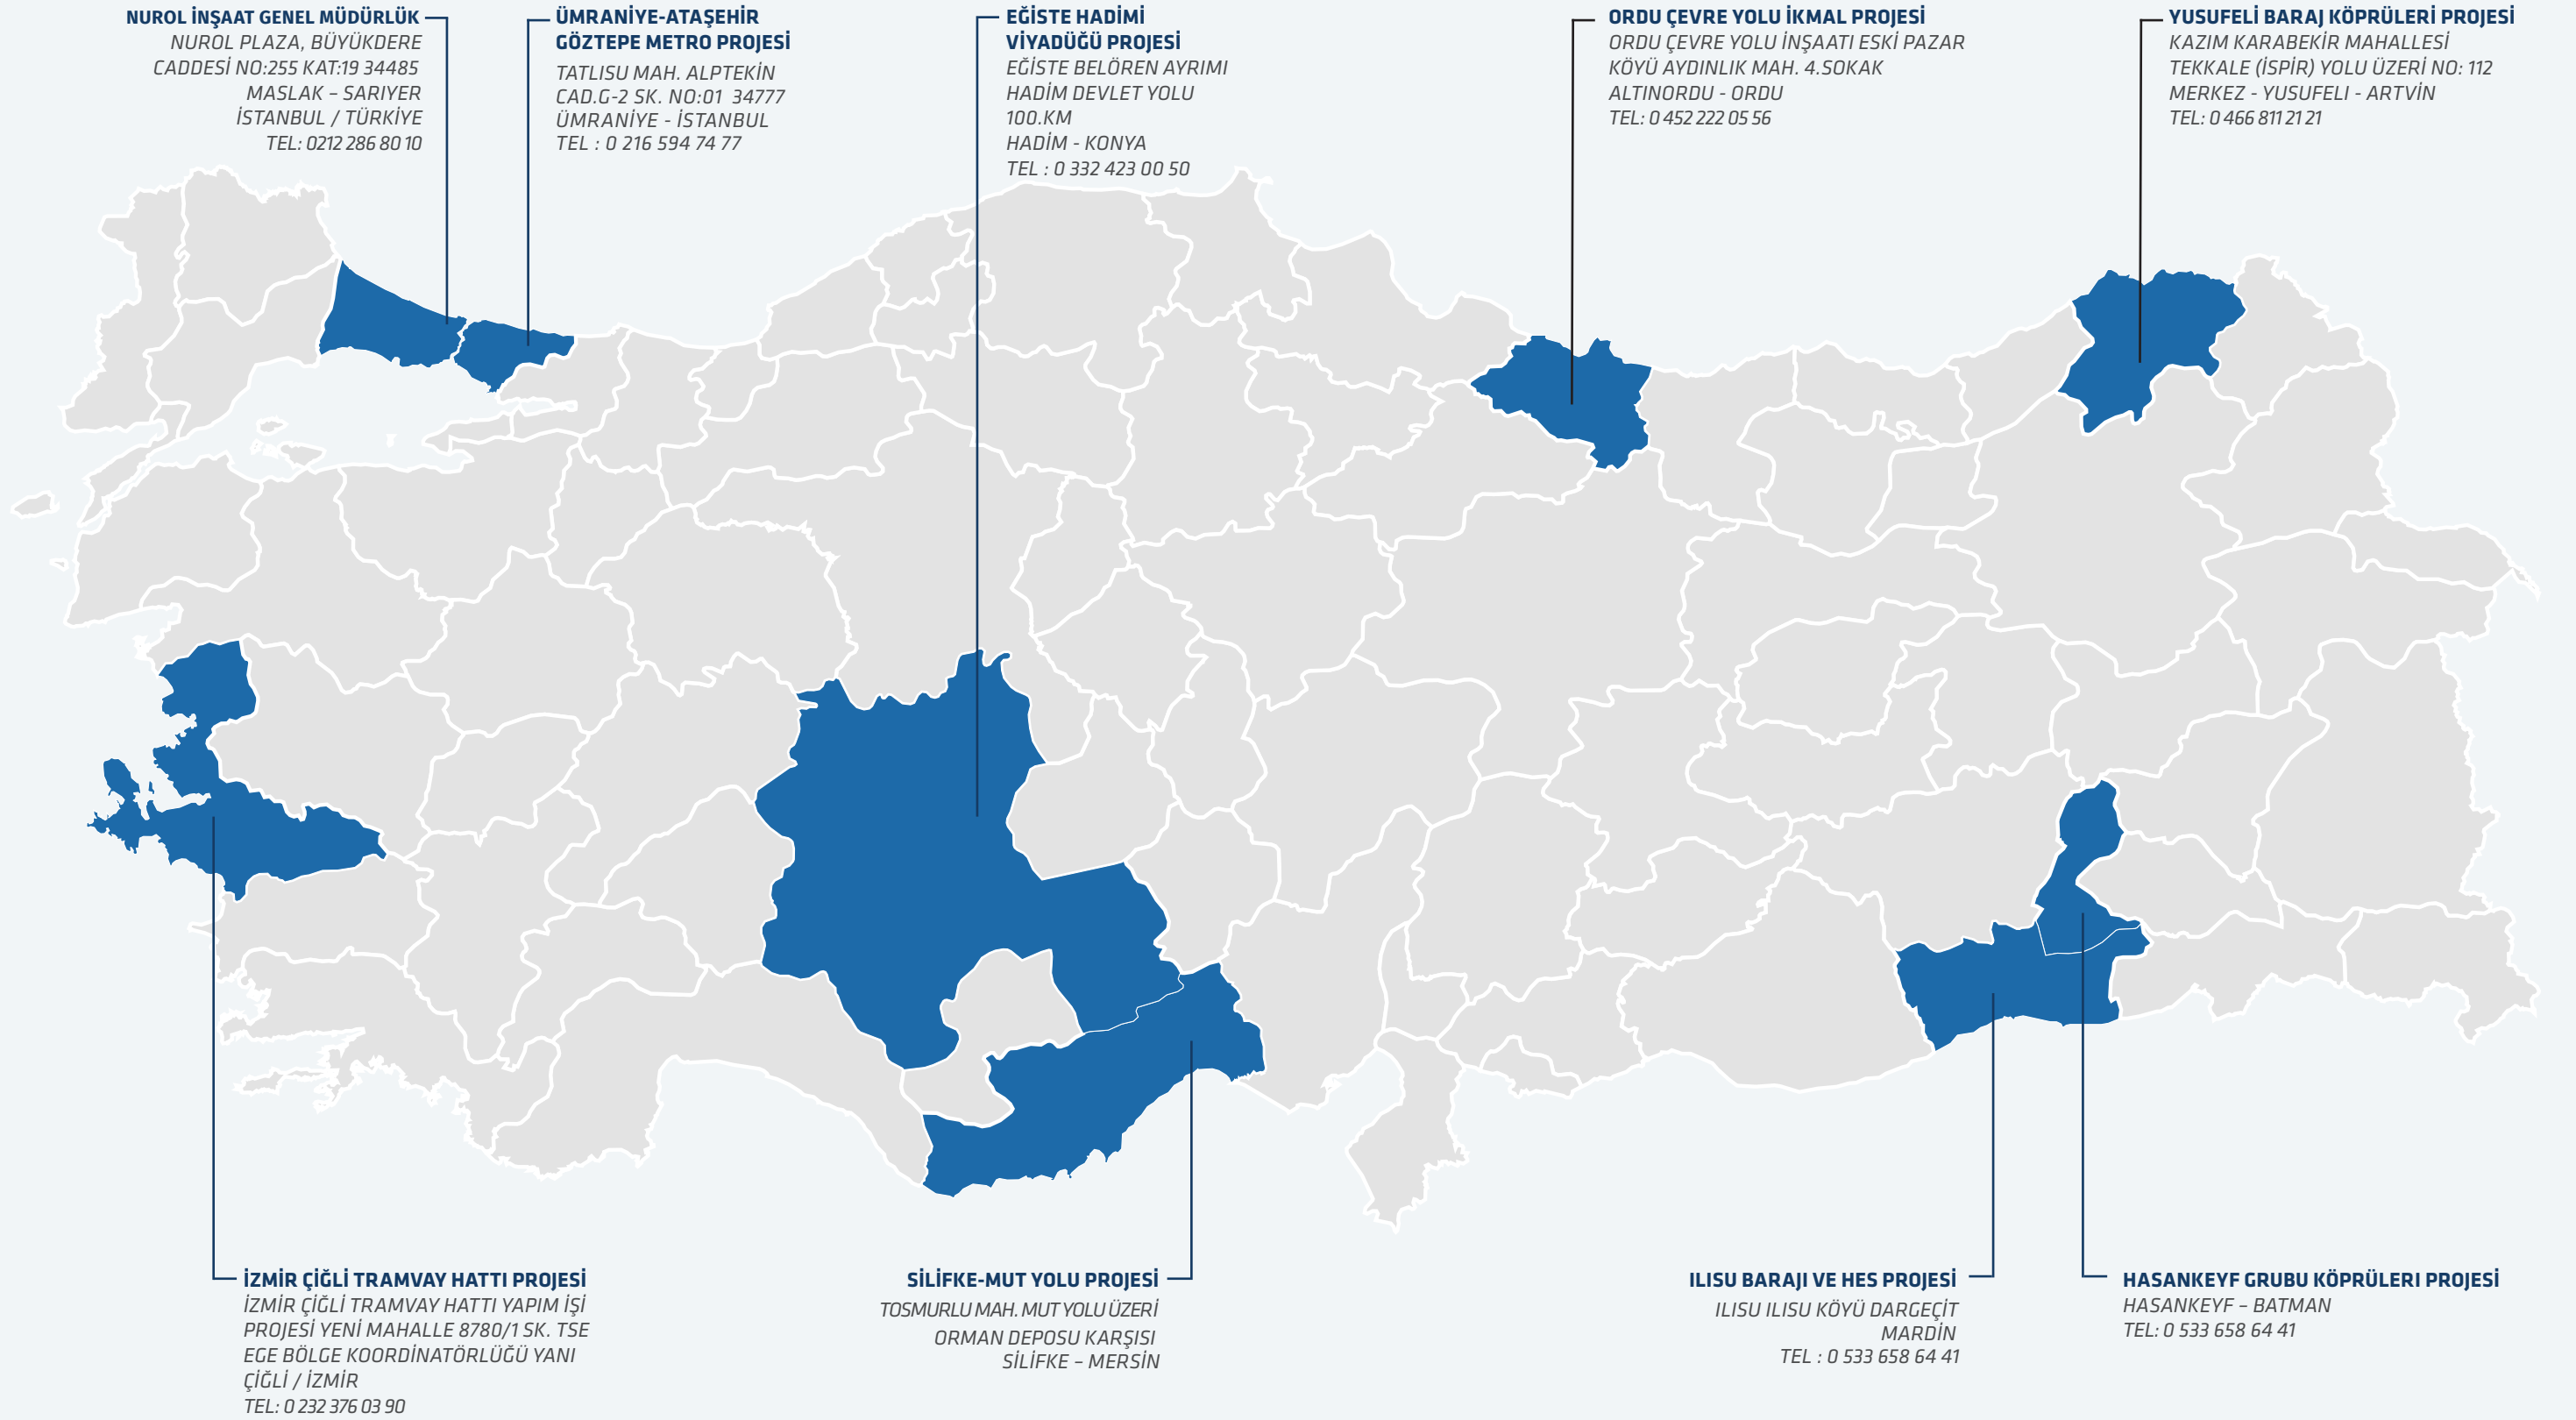 NUROL İNŞAAT GENEL MÜDÜRLÜK
NUROL PLAZA, BÜYÜKDERE
CADDESİ NO:255 KAT:19 34485
MASLAK – SARIYER
İSTANBUL / TÜRKİYE
TEL: 0212 286 80 10
ÜMRANİYE-ATAŞEHİR
GÖZTEPE METRO PROJESİ
TATLISU MAH. ALPTEKİN
CAD.G-2 SK. NO:01 34777
ÜMRANİYE - İSTANBUL
TEL : 0 216 594 74 77
EĞİSTE HADİMİ
VİYADÜĞÜ PROJESİ
EĞİSTE BELÖREN AYRIMI
HADİM DEVLET YOLU
100.KM
HADİM - KONYA
TEL : 0 332 423 00 50
ORDU ÇEVRE YOLU İKMAL PROJESİ
ORDU ÇEVRE YOLU İNŞAATI ESKİ PAZAR
KÖYÜ AYDINLIK MAH. 4.SOKAK
ALTINORDU - ORDU
TEL: 0 452 222 05 56
YUSUFELİ BARAJ KÖPRÜLERİ PROJESİ
KAZIM KARABEKİR MAHALLESİ
TEKKALE (İSPİR) YOLU ÜZERİ NO: 112
MERKEZ - YUSUFELI - ARTVİN
TEL: 0 466 811 21 21
İZMİR ÇİĞLİ TRAMVAY HATTI PROJESİ
İZMİR ÇİĞLİ TRAMVAY HATTI YAPIM İŞİ
PROJESİ YENİ MAHALLE 8780/1 SK. TSE
EGE BÖLGE KOORDİNATÖRLÜĞÜ YANI
ÇİĞLİ / İZMİR
TEL: 0 232 376 03 90
SİLİFKE-MUT YOLU PROJESİ
TOSMURLU MAH. MUT YOLU ÜZERİ
ORMAN DEPOSU KARŞISI
SİLİFKE – MERSİN
ILISU BARAJI VE HES PROJESİ
ILISU ILISU KÖYÜ DARGEÇİT
MARDİN
TEL : 0 533 658 64 41
HASANKEYF GRUBU KÖPRÜLERI PROJESİ
HASANKEYF – BATMAN
TEL: 0 533 658 64 41